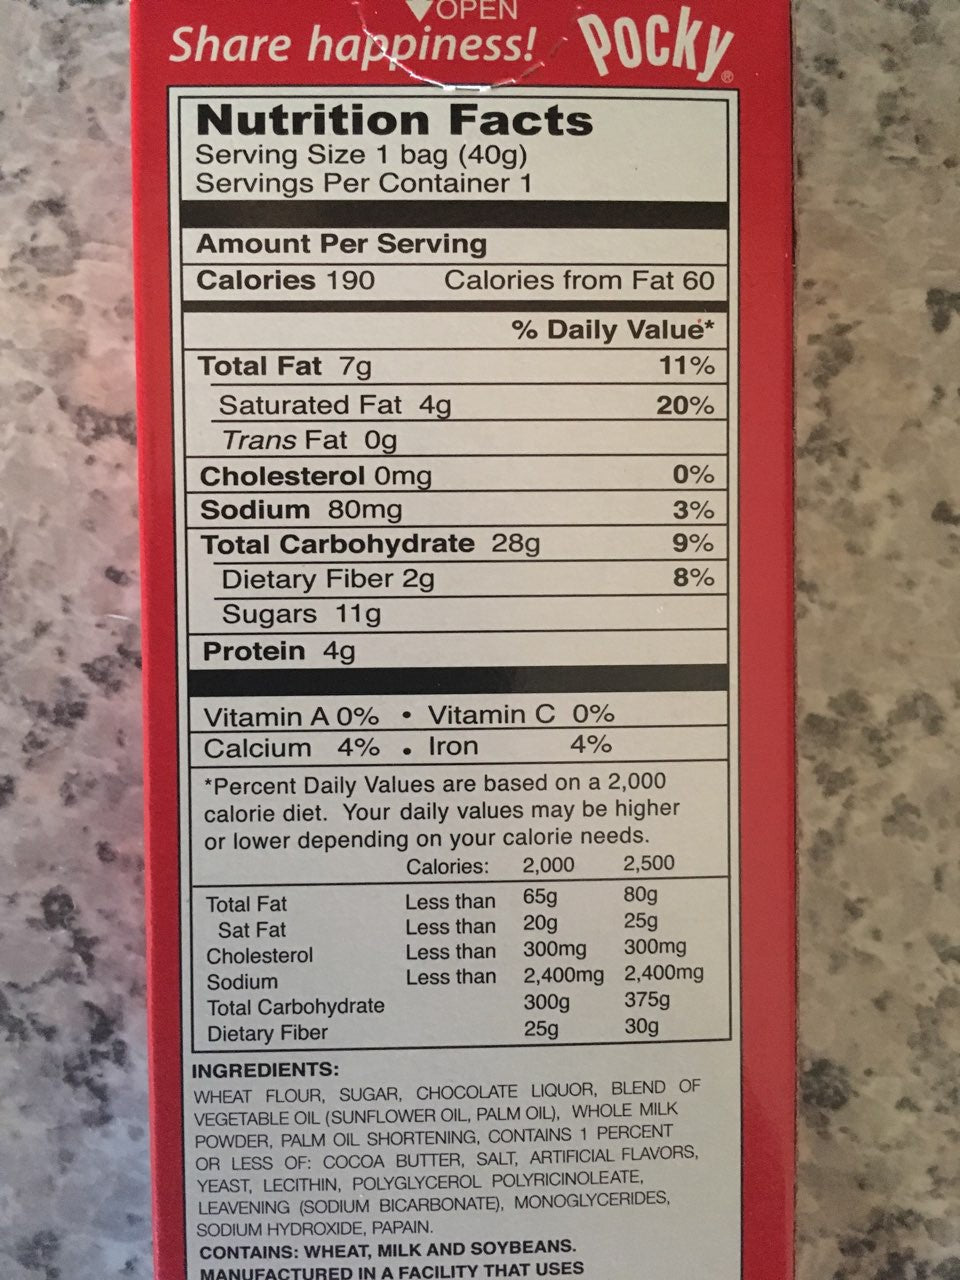 OPEN
Share happiness! Pocky®
Nutrition Facts
Serving Size 1 bag (40g)
Servings Per Container 1
Amount Per Serving
Calories 190 Calories from Fat 60
% Daily Value*
Total Fat 7g 11%
Saturated Fat 4g 20%
Trans Fat 0g
Cholesterol 0mg 0%
Sodium 80mg 3%
Total Carbohydrate 28g 9%
Dietary Fiber 2g 8%
Sugars 11g
Protein 4g
Vitamin A 0% • Vitamin C 0%
Calcium 4% • Iron 4%
*Percent Daily Values are based on a 2,000
calorie diet. Your daily values may be higher
or lower depending on your calorie needs.
Calories: 2,000 2,500
Total Fat Less than 65g 80g
Sat Fat Less than 20g 25g
Cholesterol Less than 300mg 300mg
Sodium Less than 2,400mg 2,400mg
Total Carbohydrate 300g 375g
Dietary Fiber 25g 30g
INGREDIENTS:
WHEAT FLOUR, SUGAR, CHOCOLATE LIQUOR, BLEND OF
VEGETABLE OIL (SUNFLOWER OIL, PALM OIL), WHOLE MILK
POWDER, PALM OIL SHORTENING, CONTAINS 1 PERCENT
OR LESS OF: COCOA BUTTER, SALT, ARTIFICIAL FLAVORS,
YEAST, LECITHIN, POLYGLYCEROL POLYRICINOLEATE,
LEAVENING (SODIUM BICARBONATE), MONOGLYCERIDES,
SODIUM HYDROXIDE, PAPAIN.
CONTAINS: WHEAT, MILK AND SOYBEANS.
MANUFACTURED IN A FACILITY THAT USES